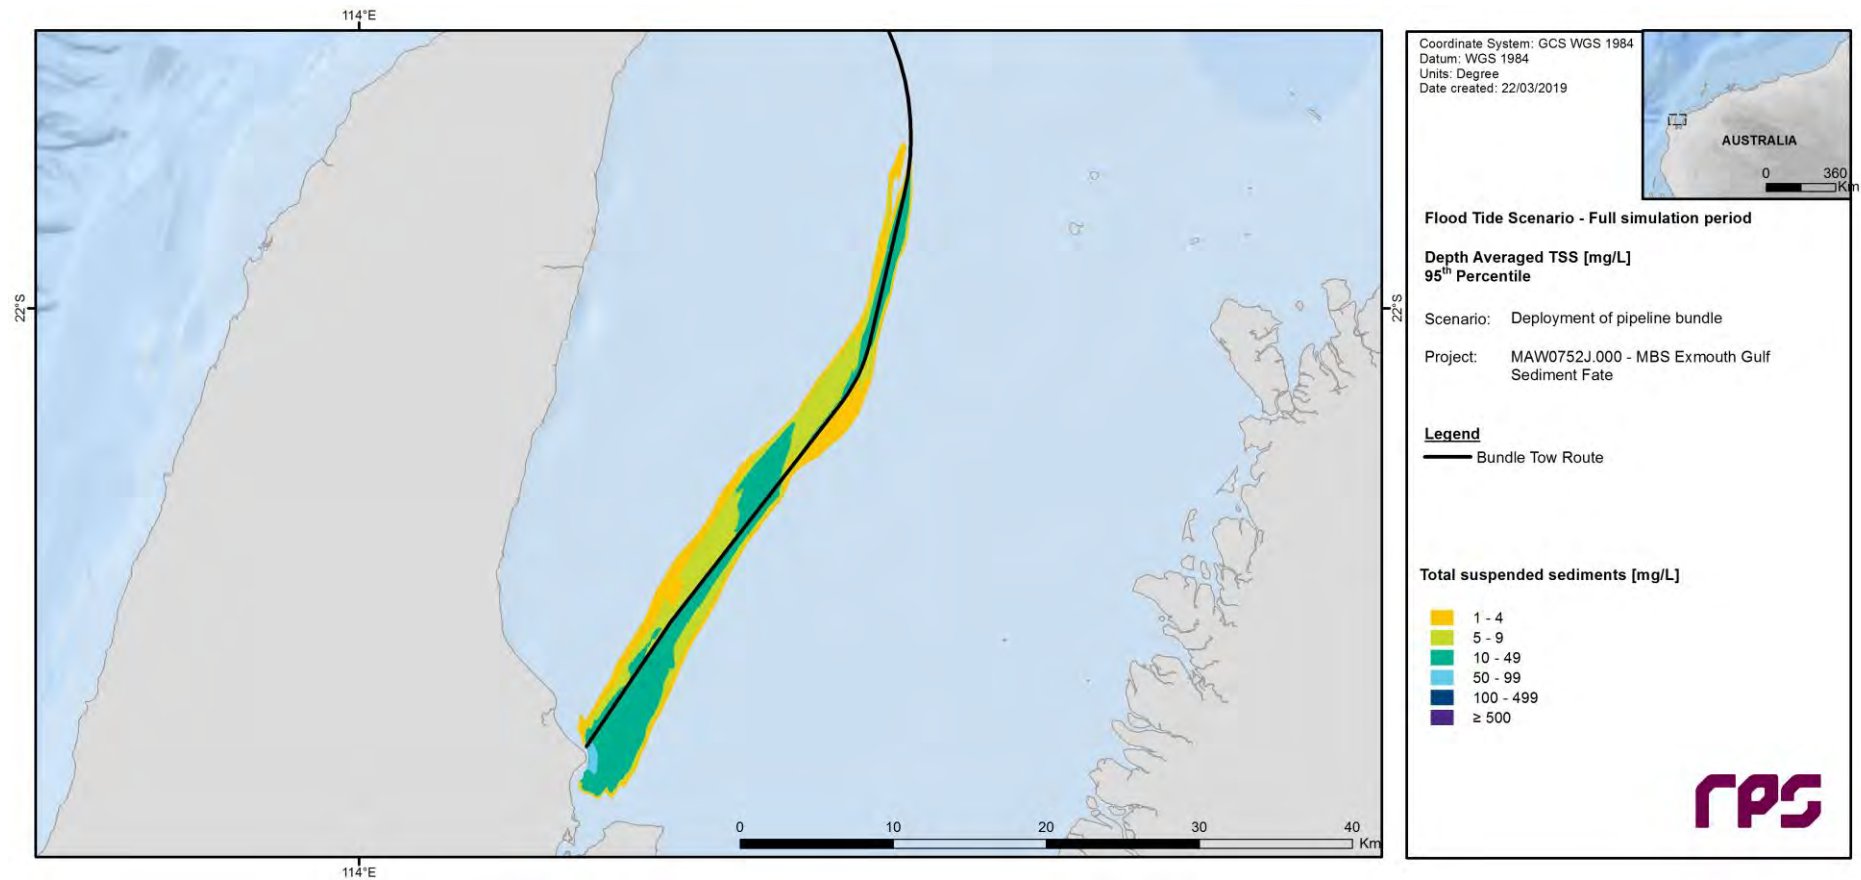 114°E
22°S
22°S
0 10 20 30 40
Km
114°E
Coordinate System: GCS WGS 1984
Datum: WGS 1984
Units: Degree
Date created: 22/03/2019
AUSTRALIA
0 360
Km
Flood Tide Scenario - Full simulation period
Depth Averaged TSS [mg/L]
95th Percentile
Scenario: Deployment of pipeline bundle
Project: MAW0752J.000 - MBS Exmouth Gulf
Sediment Fate
Legend
Bundle Tow Route
Total suspended sediments [mg/L]
1 - 4
5 - 9
10 - 49
50 - 99
100 - 499
≥ 500
rps